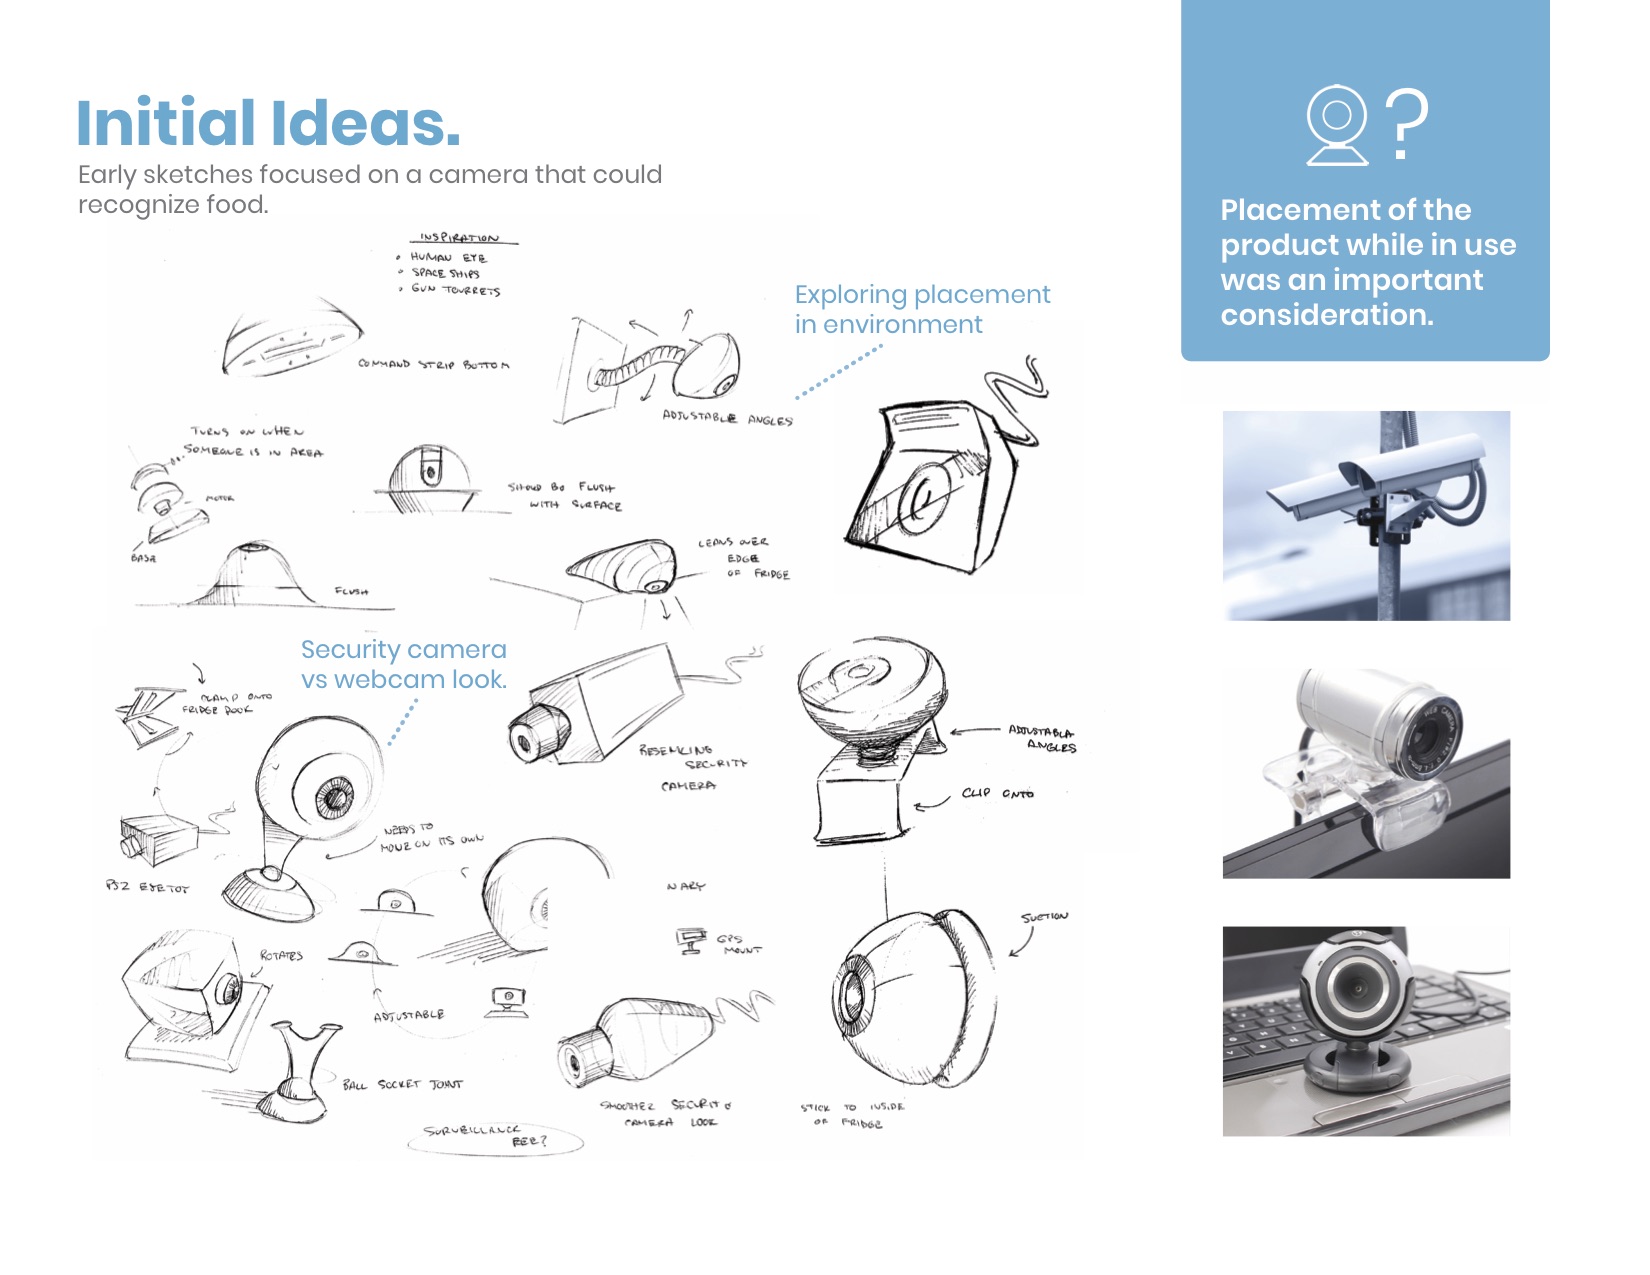 Initial Ideas.
Early sketches focused on a camera that could
recognize food.
?
Placement of the
product while in use
was an important
consideration.
INSPIRATION
• HUMAN EYE
• SPACE SHIPS
• GUN TOURRETS
Exploring placement
in environment
COMMAND STRIP BOTTOM
ADJUSTABLE ANGLES
TURNS ON WHEN
SOMEONE IS IN AREA
MOTOR
BASE
SHOULD BE FLUSH
WITH SURFACE
FLUSH
LEANS OVER
EDGE
OF FRIDGE
Security camera
vs webcam look.
CLAMP ONTO
FRIDGE DOOR
RESEMBLING
SECURITY
CAMERA
ADJUSTABLE
ANGLES
CLIP ONTO
NEEDS TO
MOVE ON ITS OWN
PS2 EYETOY
GPS
MOUNT
SUCTION
ROTATES
ADJUSTABLE
BALL SOCKET JOINT
SMOOTHER SECURITY
CAMERA LOOK
STICK TO INSIDE
OF FRIDGE
SURVEILLANCE
WEB CAMERA